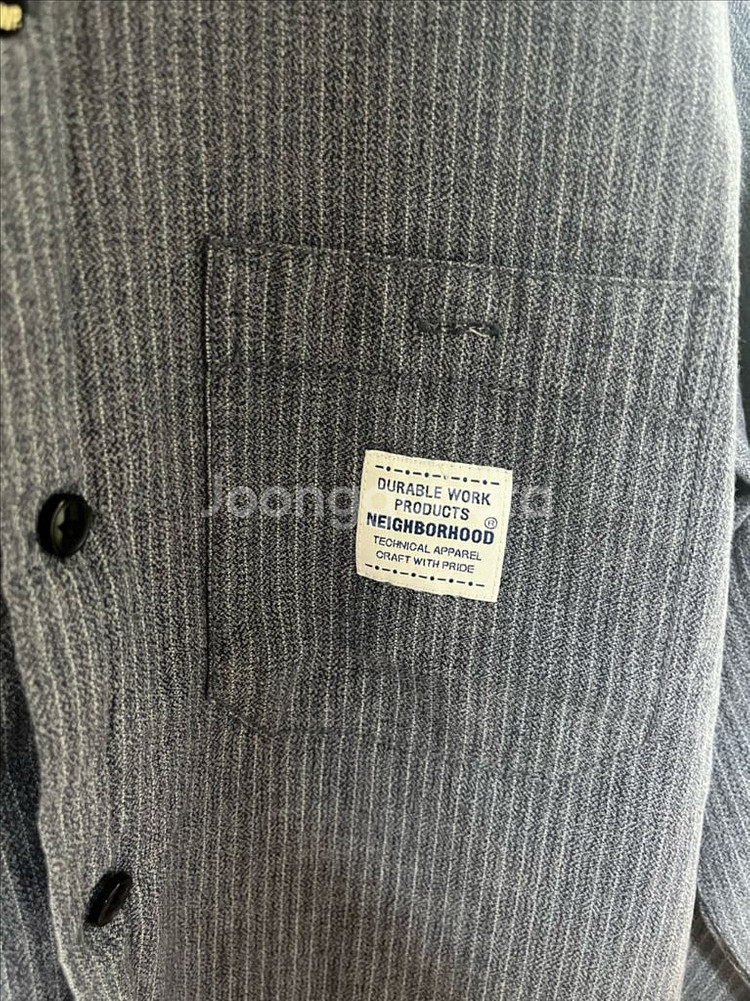 DURABLE WORK
PRODUCTS
NEIGHBORHOOD®
TECHNICAL APPAREL
CRAFT WITH PRIDE